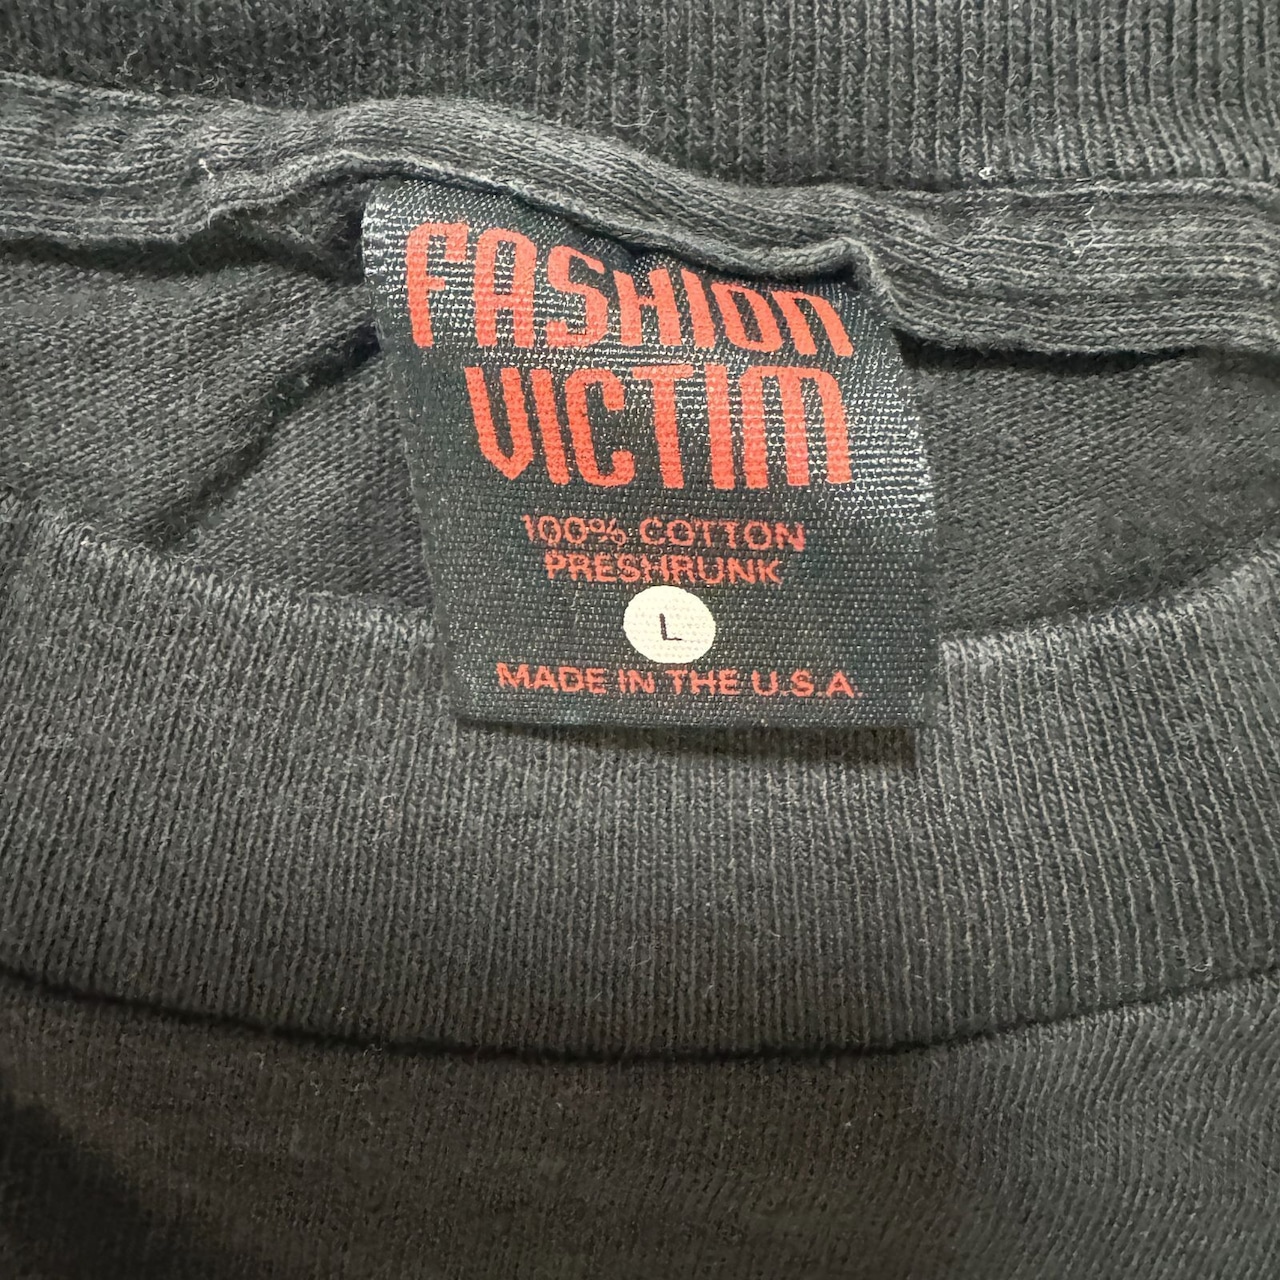 FASHION
VICTIM
100% COTTON
PRESHRUNK
L
MADE IN THE U.S.A.